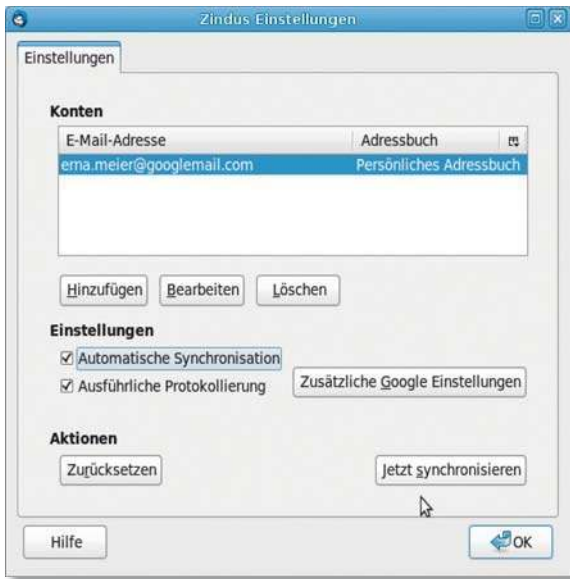 Zindus Einstellungen
Einstellungen
Konten
E-Mail-Adresse Adressbuch
erna.meier@googlemail.com Persönliches Adressbuch
Hinzufügen Bearbeiten Löschen
Einstellungen
Automatische Synchronisation
Ausführliche Protokollierung Zusätzliche Google Einstellungen
Aktionen
Zurücksetzen Jetzt synchronisieren
Hilfe OK